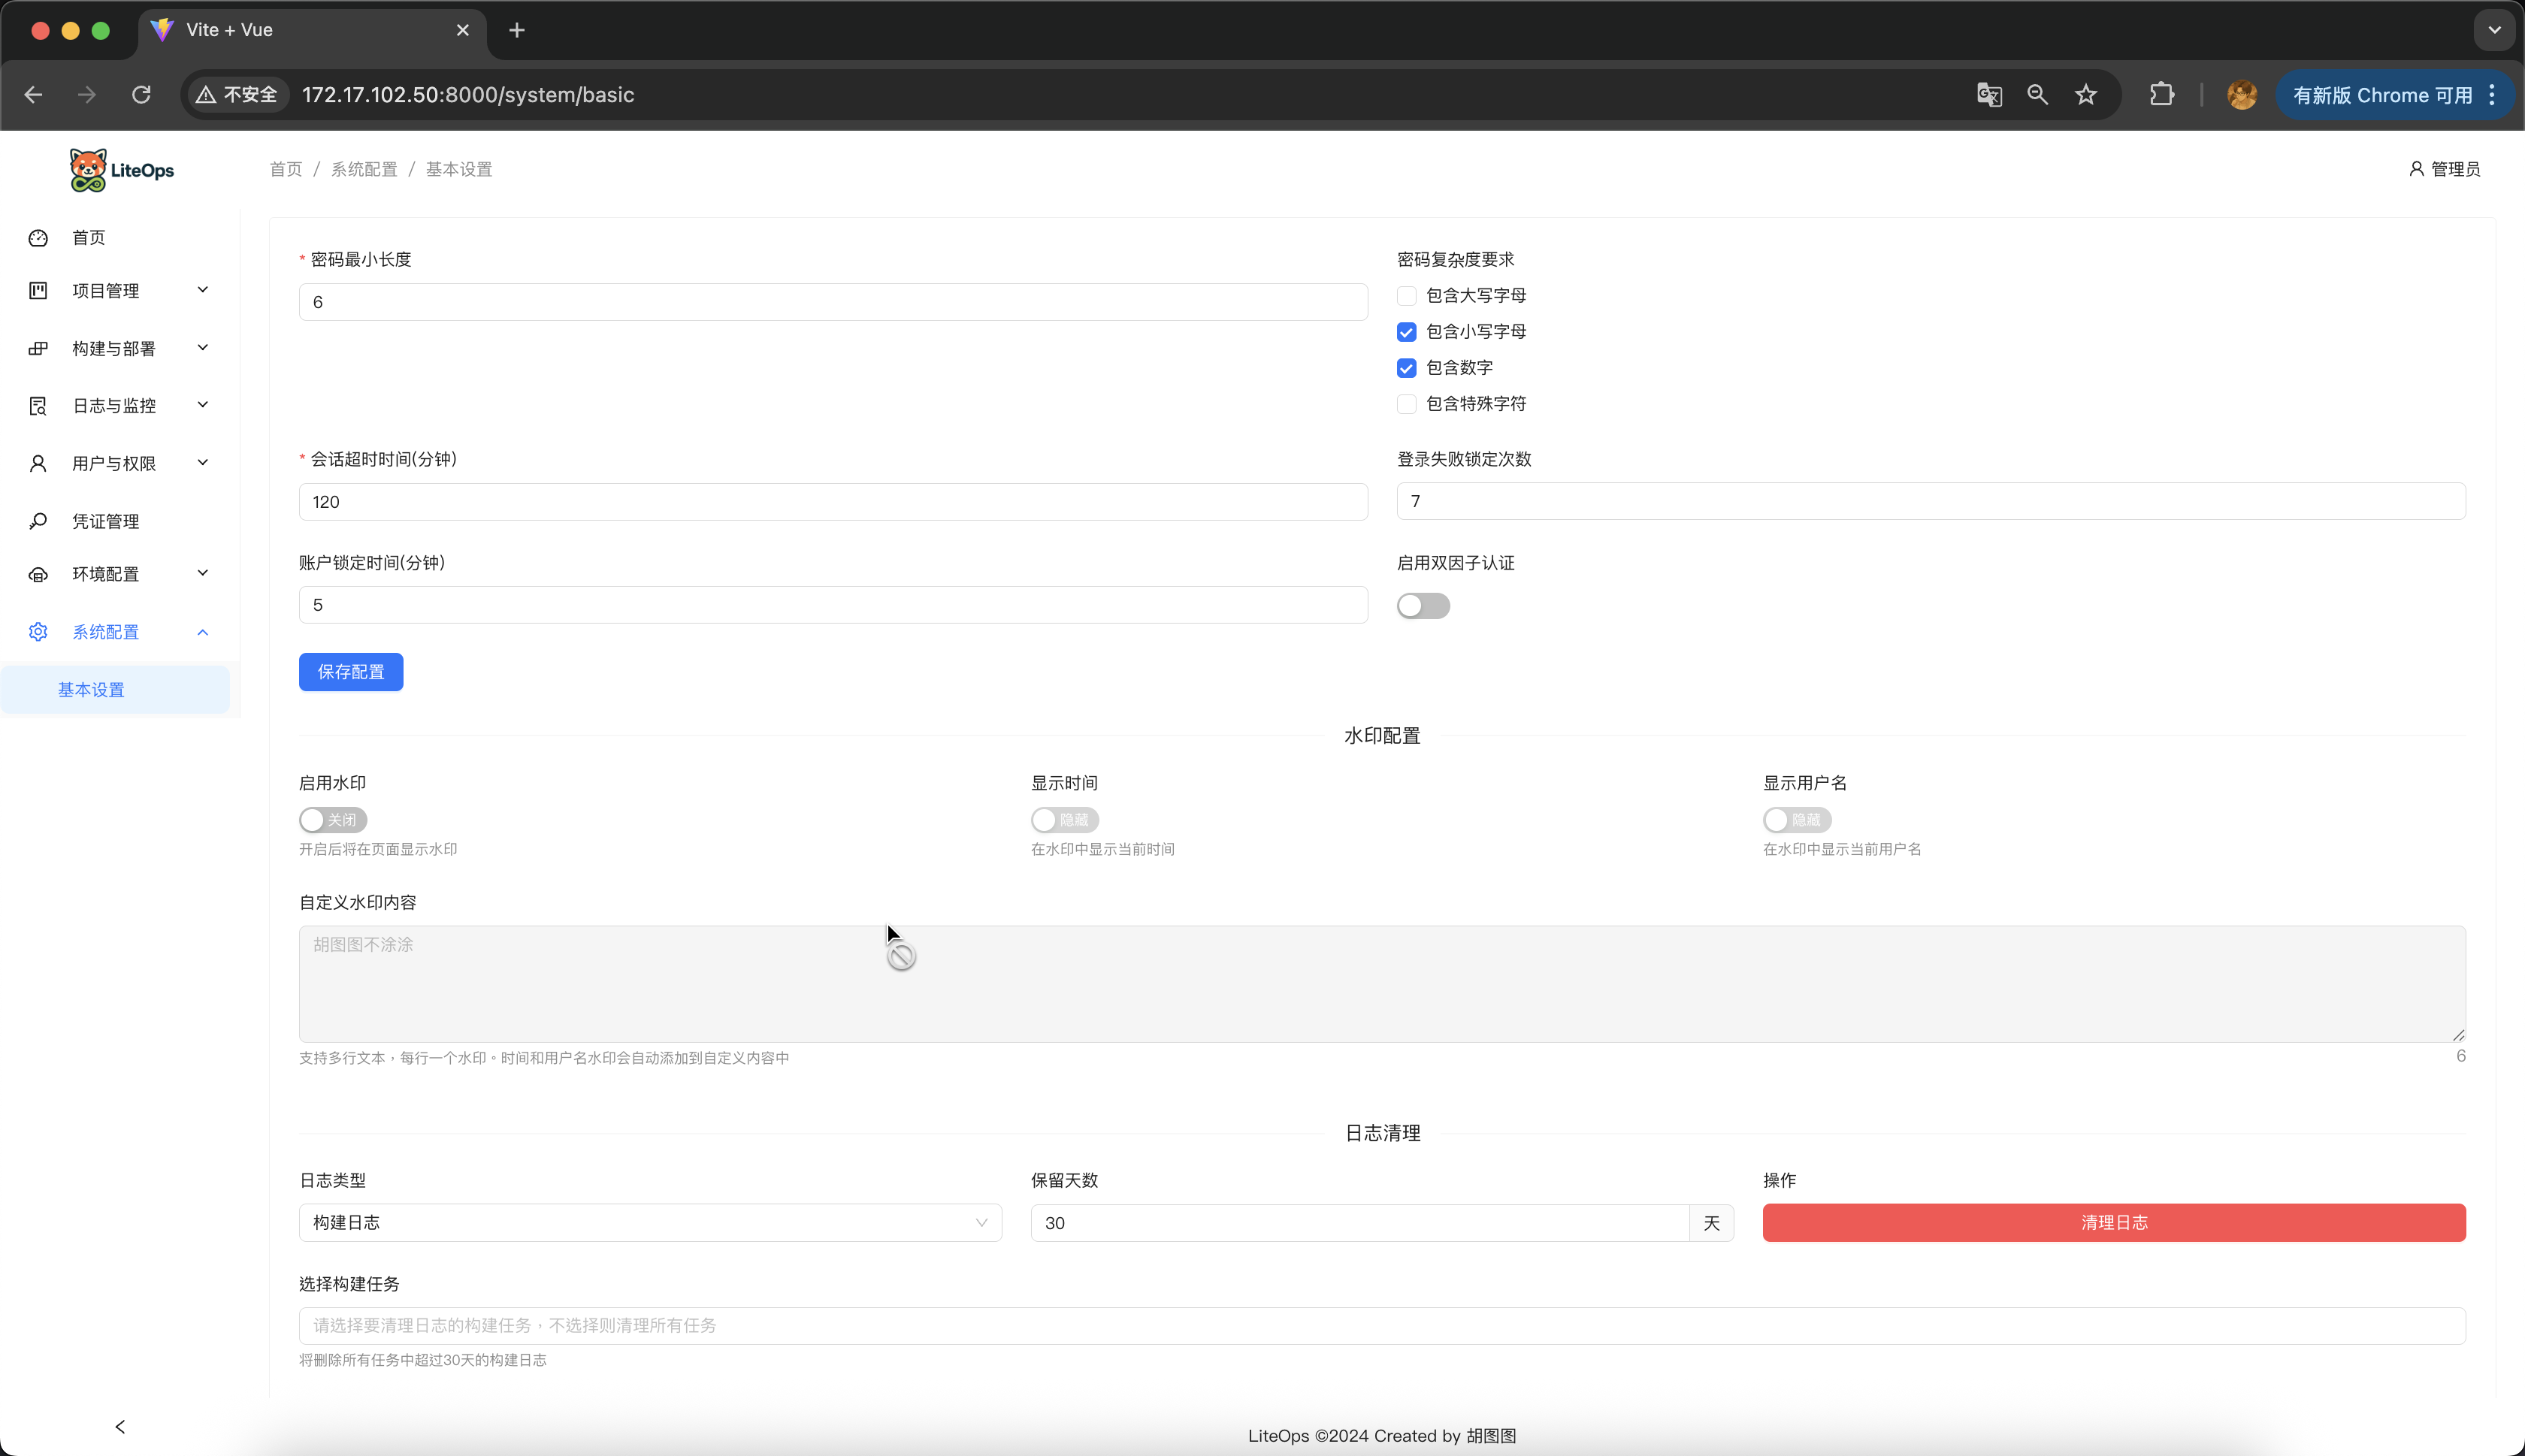 Vite + Vue
不安全
172.17.102.50:8000/system/basic
有新版 Chrome 可用
LiteOps
首页 / 系统配置 / 基本设置
管理员
首页
项目管理
构建与部署
日志与监控
用户与权限
凭证管理
环境配置
系统配置
基本设置
* 密码最小长度
6
密码复杂度要求
包含大写字母
包含小写字母
包含数字
包含特殊字符
* 会话超时时间(分钟)
120
登录失败锁定次数
7
账户锁定时间(分钟)
5
启用双因子认证
保存配置
水印配置
启用水印
关闭
开启后将在页面显示水印
显示时间
隐藏
在水印中显示当前时间
显示用户名
隐藏
在水印中显示当前用户名
自定义水印内容
胡图图不涂涂
支持多行文本，每行一个水印。时间和用户名水印会自动添加到自定义内容中
6
日志清理
日志类型
构建日志
保留天数
30
天
操作
清理日志
选择构建任务
请选择要清理日志的构建任务，不选择则清理所有任务
将删除所有任务中超过30天的构建日志
LiteOps ©2024 Created by 胡图图